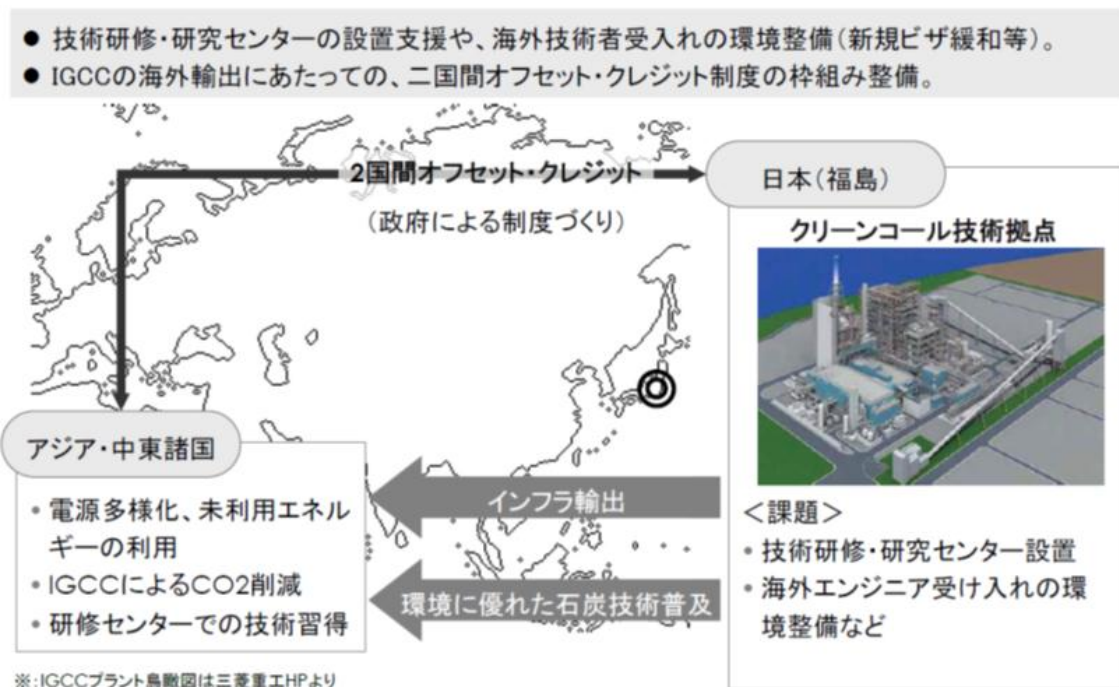 ● 技術研修・研究センターの設置支援や、海外技術者受入れの環境整備(新規ビザ緩和等)。
● IGCCの海外輸出にあたっての、二国間オフセット・クレジット制度の枠組み整備。
2国間オフセット・クレジット
(政府による制度づくり)
日本(福島)
クリーンコール技術拠点
アジア・中東諸国
• 電源多様化、未利用エネル
ギーの利用
• IGCCによるCO2削減
• 研修センターでの技術習得
インフラ輸出
環境に優れた石炭技術普及
<課題>
• 技術研修・研究センター設置
• 海外エンジニア受け入れの環
境整備など
※:IGCCプラント鳥瞰図は三菱重工HPより